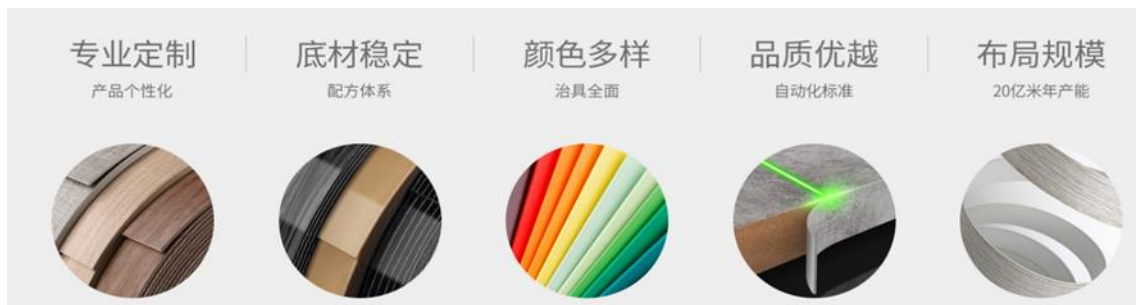 专业定制
产品个性化
底材稳定
配方体系
颜色多样
治具全面
品质优越
自动化标准
布局规模
20亿米年产能